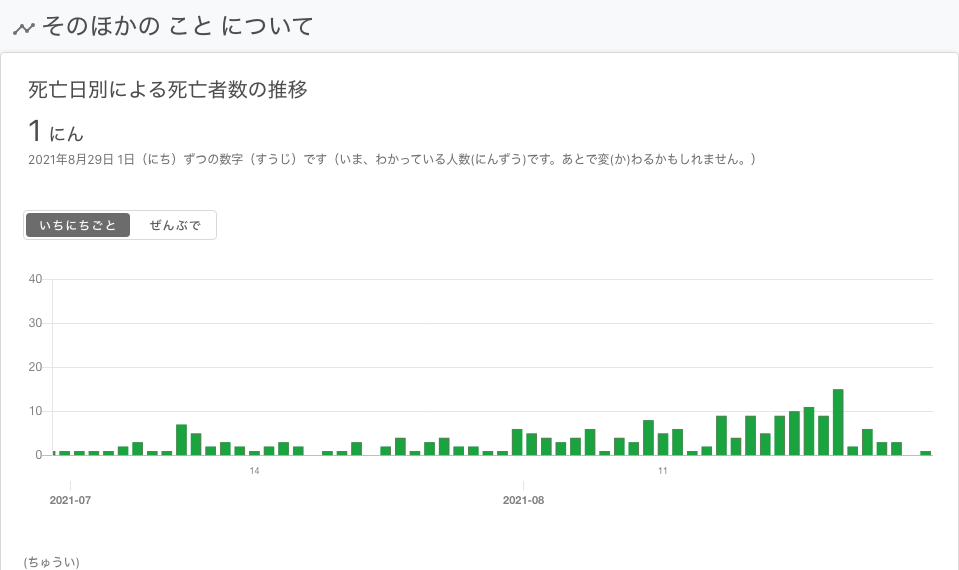 そのほかの こと について
死亡日別による死亡者数の推移
1 にん
2021年8月29日 1日（にち）ずつの数字（すうじ）です（いま、わかっている人数(にんずう)です。あとで変(か)わるかもしれません。）
いちにちごと ぜんぶで
40
30
20
10
0
14 11
2021-07 2021-08
(ちゅうい)